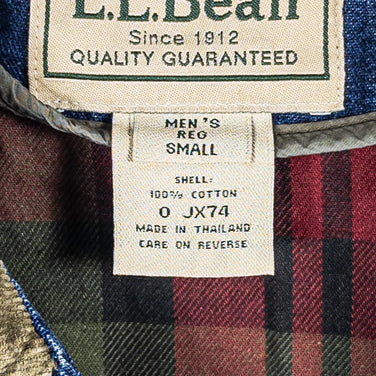 L.L.Bean
Since 1912
QUALITY GUARANTEED
MEN'S
REG
SMALL
SHELL:
100% COTTON
0 JX74
MADE IN THAILAND
CARE ON REVERSE